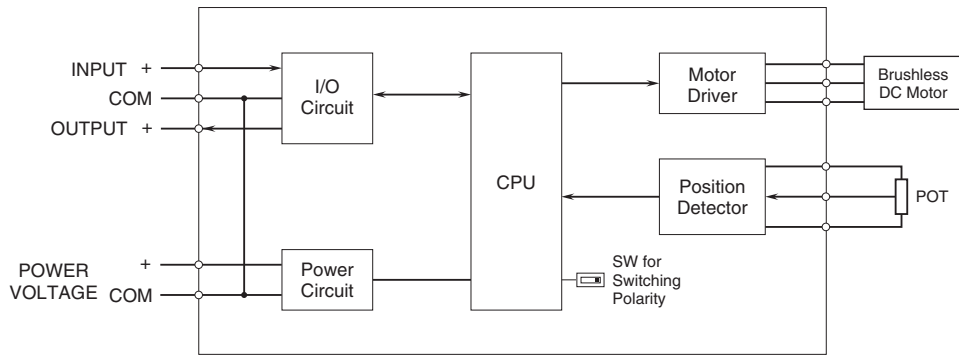 INPUT +
COM
OUTPUT +
I/O
Circuit
CPU
Motor
Driver
Brushless
DC Motor
Position
Detector
POT
POWER
VOLTAGE
+
COM
Power
Circuit
SW for
Switching
Polarity